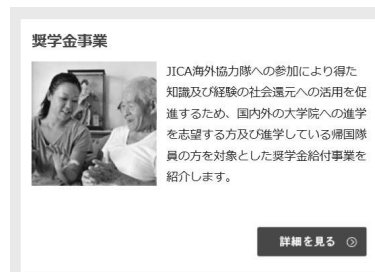 奨学金事業
JICA海外協力隊への参加により得た
知識及び経験の社会還元への活用を促
進するため、国内外の大学院への進学
を志望する方及び進学している帰国隊
員の方を対象とした奨学金給付事業を
紹介します。
詳細を見る